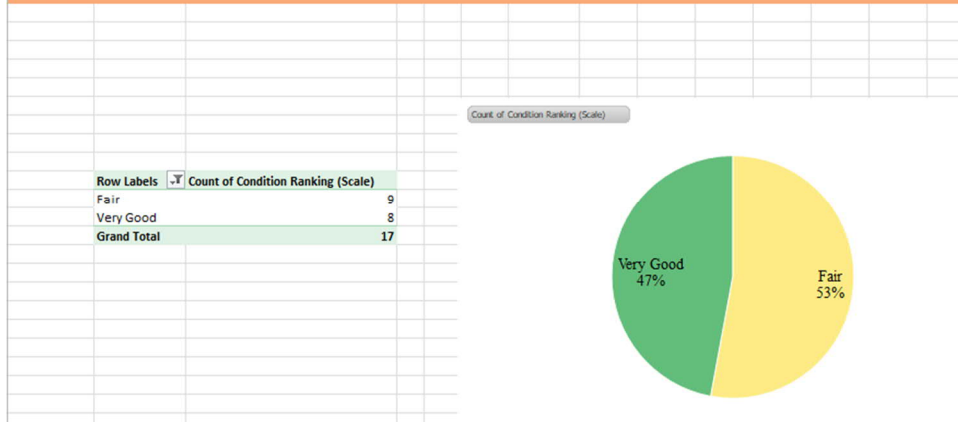 Count of Condition Ranking (Scale)
Row Labels Count of Condition Ranking (Scale)
Fair 9
Very Good 8
Grand Total 17
Very Good
47%
Fair
53%